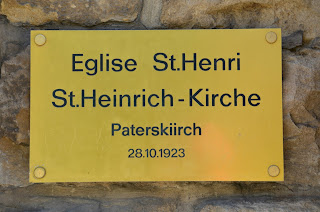 Eglise St.Henri
St.Heinrich-Kirche
Paterskiirch
28.10.1923